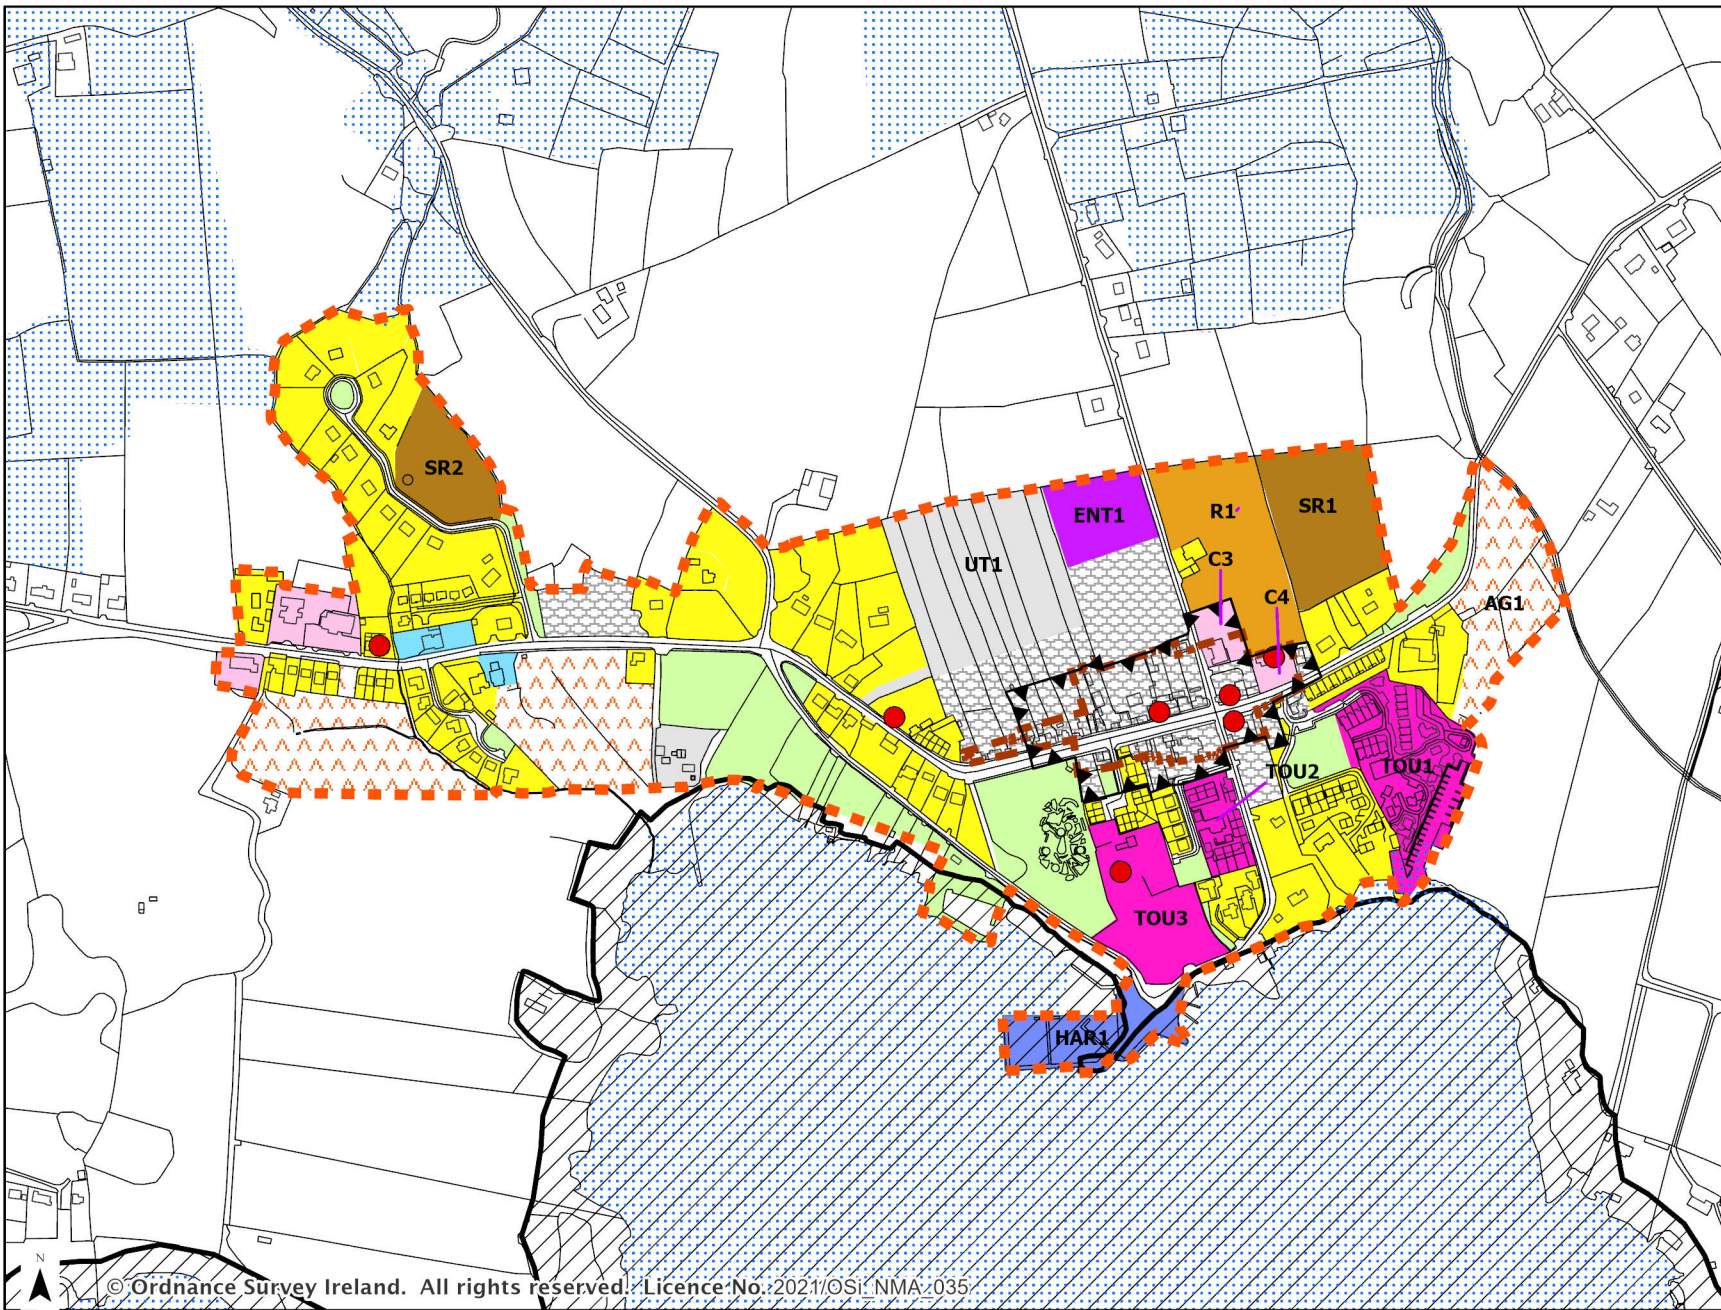 SR2
ENT1
R1
SR1
UT1
C3
C4
AG1
TOU2
TOU1
TOU3
HAR1
N
© Ordnance Survey Ireland. All rights reserved. Licence No. 2021/OSi_NMA_035